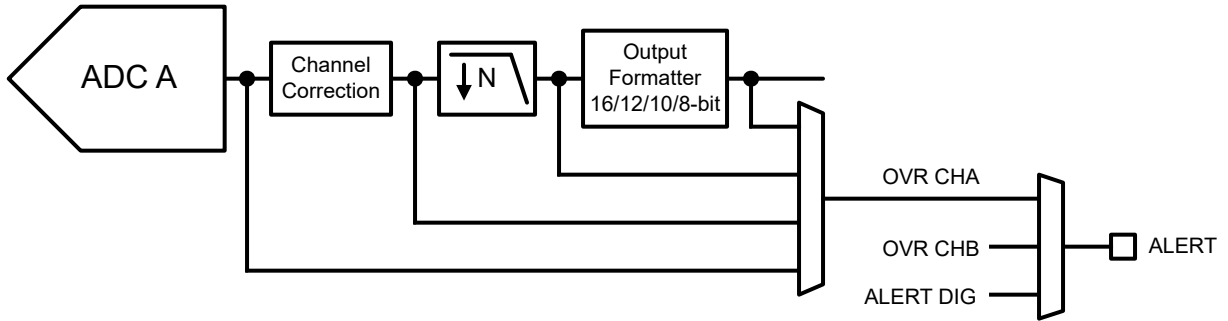 ADC A
Channel
Correction
N
Output
Formatter
16/12/10/8-bit
OVR CHA
OVR CHB
ALERT
ALERT DIG